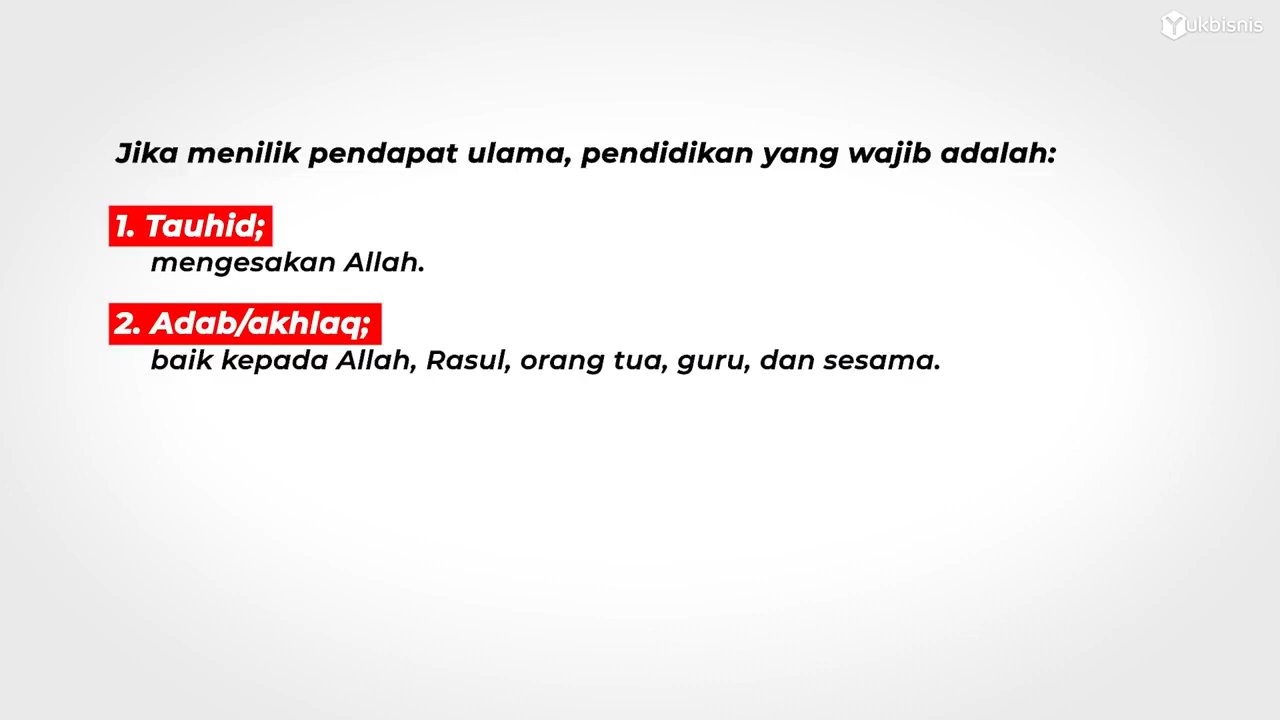 Yukbisnis
Jika menilik pendapat ulama, pendidikan yang wajib adalah:
1. Tauhid;
mengesakan Allah.
2. Adab/akhlaq;
baik kepada Allah, Rasul, orang tua, guru, dan sesama.